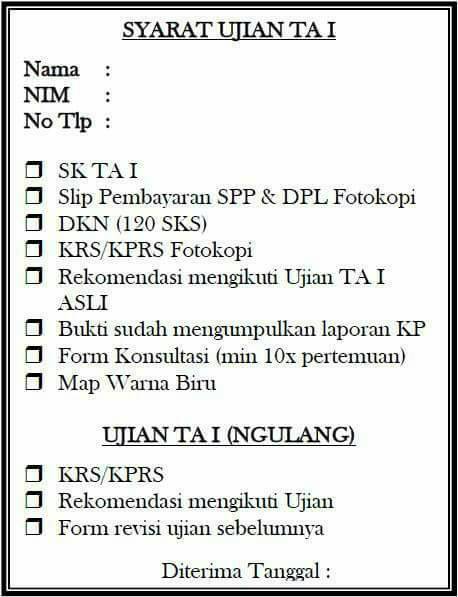 SYARAT UJIAN TA I
Nama :
NIM :
No Tlp :
SK TA I
Slip Pembayaran SPP & DPL Fotokopi
DKN (120 SKS)
KRS/KPRS Fotokopi
Rekomendasi mengikuti Ujian TA I
ASLI
Bukti sudah mengumpulkan laporan KP
Form Konsultasi (min 10x pertemuan)
Map Warna Biru
UJIAN TA I (NGULANG)
KRS/KPRS
Rekomendasi mengikuti Ujian
Form revisi ujian sebelumnya
Diterima Tanggal :